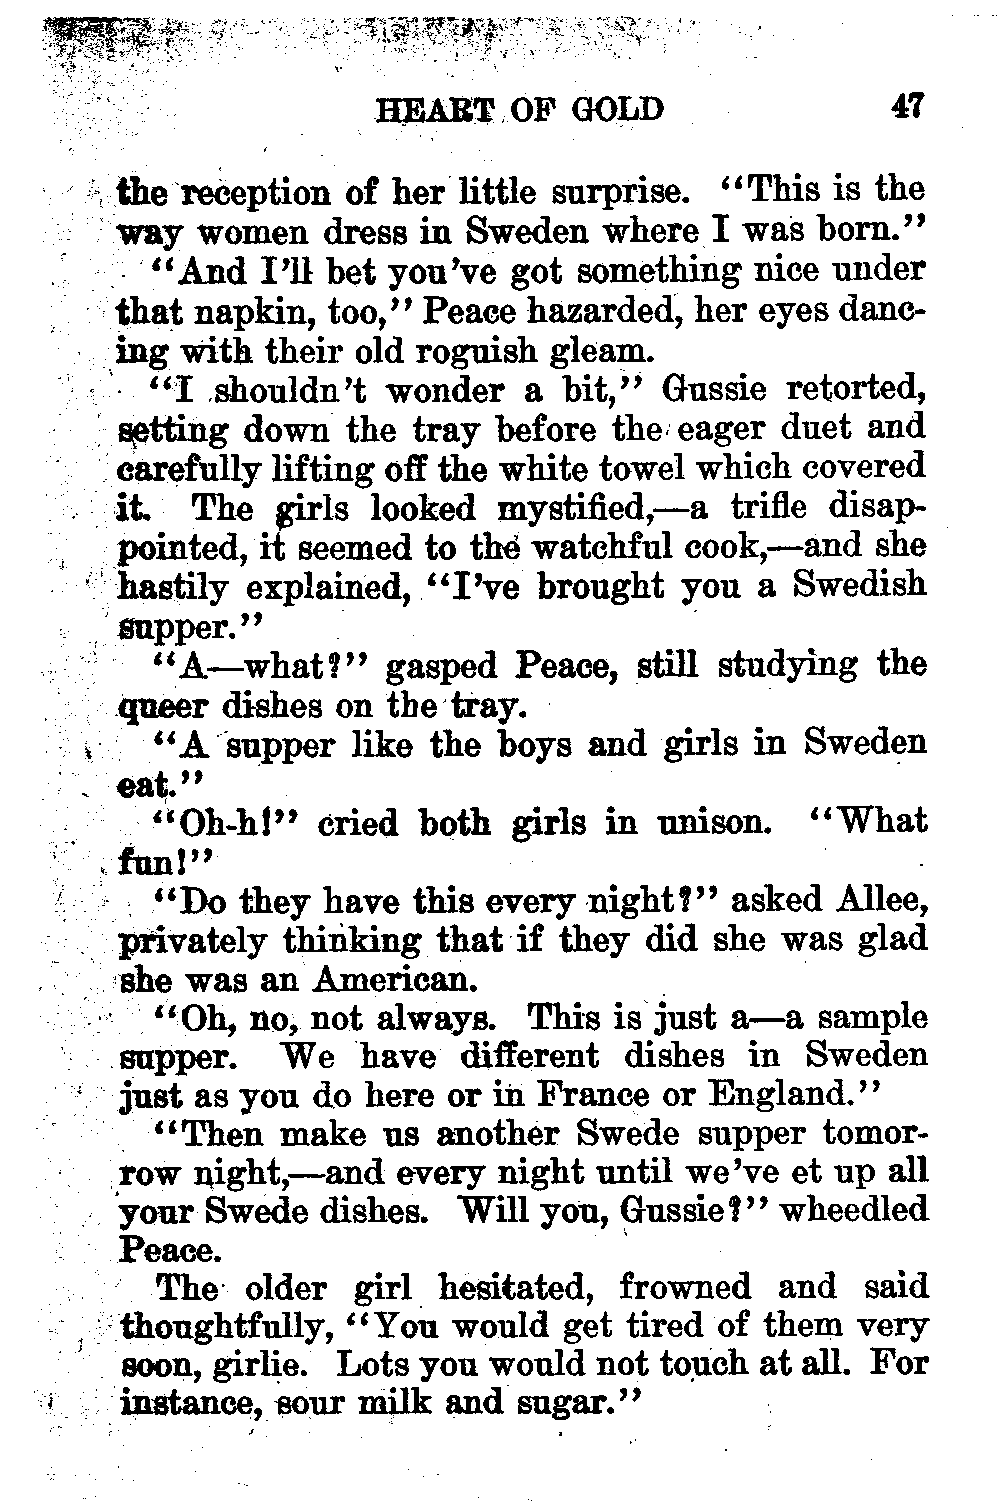 HEART OF GOLD 47
the reception of her little surprise. "This is the
way women dress in Sweden where I was born."
"And I'll bet you've got something nice under
that napkin, too," Peace hazarded, her eyes danc-
ing with their old roguish gleam.
"I shouldn't wonder a bit," Gussie retorted,
setting down the tray before the eager duet and
carefully lifting off the white towel which covered
it. The girls looked mystified,—a trifle disap-
pointed, it seemed to the watchful cook,—and she
hastily explained, "I've brought you a Swedish
supper."
"A—what?" gasped Peace, still studying the
queer dishes on the tray.
"A supper like the boys and girls in Sweden
eat."
"Oh-h!" cried both girls in unison. "What
fun!"
"Do they have this every night?" asked Allee,
privately thinking that if they did she was glad
she was an American.
"Oh, no, not always. This is just a—a sample
supper. We have different dishes in Sweden
just as you do here or in France or England."
"Then make us another Swede supper tomor-
row night,—and every night until we've et up all
your Swede dishes. Will you, Gussie?" wheedled
Peace.
The older girl hesitated, frowned and said
thoughtfully, "You would get tired of them very
soon, girlie. Lots you would not touch at all. For
instance, sour milk and sugar."